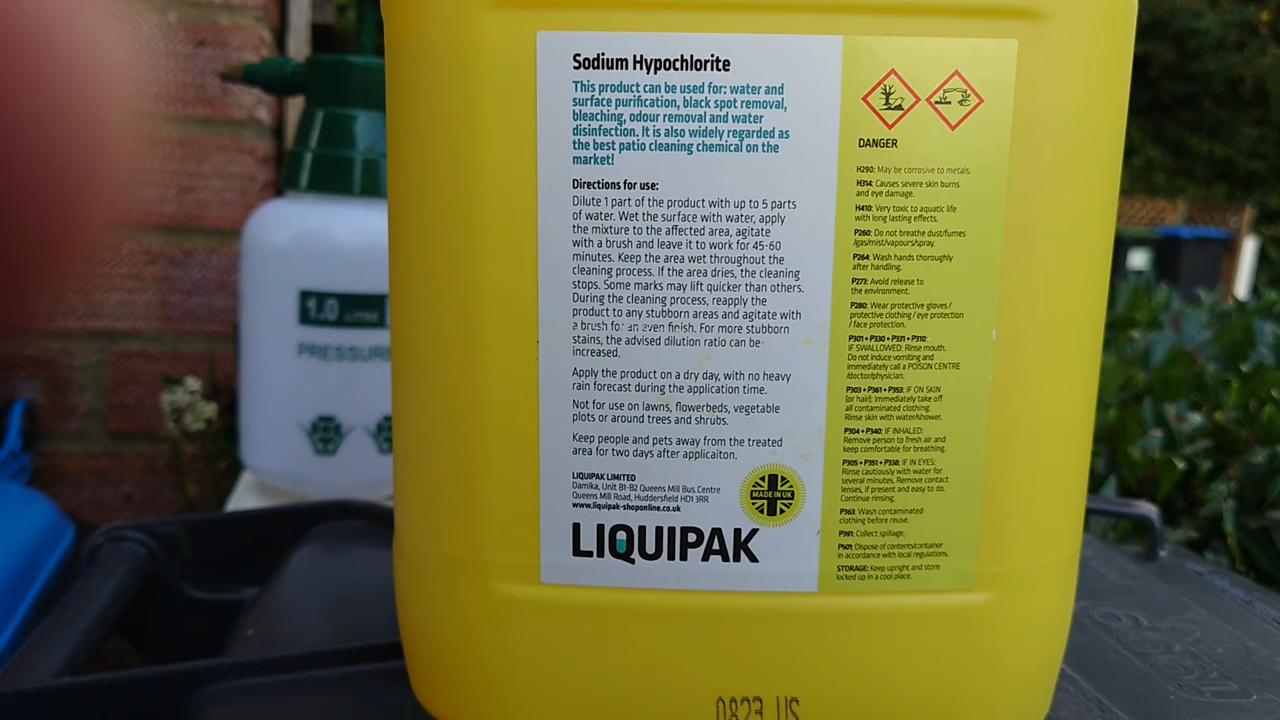 Sodium Hypochlorite
This product can be used for: water and
surface purification, black spot removal,
bleaching, odour removal and water
disinfection. It is also widely regarded as
the best patio cleaning chemical on the
market!
Directions for use:
Dilute 1 part of the product with up to 5 parts
of water. Wet the surface with water, apply
the mixture to the affected area, agitate
with a brush and leave it to work for 45-60
minutes. Keep the area wet throughout the
cleaning process. If the area dries, the cleaning
stops. Some marks may lift quicker than others.
During the cleaning process, reapply the
product to any stubborn areas and agitate with
a brush for an even finish. For more stubborn
stains, the advised dilution ratio can be
increased.
Apply the product on a dry day, with no heavy
rain forecast during the application time.
Not for use on lawns, flowerbeds, vegetable
plots or around trees and shrubs.
Keep people and pets away from the treated
area for two days after applicaiton.
LIQUIPAK LIMITED
Damika, Unit B1-B2 Queens Mill Bus. Centre
Queens Mill Road, Huddersfield HD1 3RR
www.liquipak-shoponline.co.uk
MADE IN UK
LIQUIPAK
DANGER
H290: May be corrosive to metals.
H314: Causes severe skin burns
and eye damage.
H410: Very toxic to aquatic life
with long lasting effects.
P260: Do not breathe dust/fumes
/gas/mist/vapours/spray.
P264: Wash hands thoroughly
after handling.
P273: Avoid release to
the environment.
P280: Wear protective gloves/
protective clothing/eye protection
/ face protection.
P301 + P330 + P331 + P310:
IF SWALLOWED: Rinse mouth.
Do not induce vomiting and
immediately call a POISON CENTRE
/doctor/physician.
P303 + P361 + P353: IF ON SKIN
(or hair): Immediately take off
all contaminated clothing.
Rinse skin with water/shower.
P304 + P340: IF INHALED:
Remove person to fresh air and
keep comfortable for breathing.
P305 + P351 + P338: IF IN EYES:
Rinse cautiously with water for
several minutes. Remove contact
lenses, if present and easy to do.
Continue rinsing.
P363: Wash contaminated
clothing before reuse.
P391: Collect spillage.
P501: Dispose of contents/container
in accordance with local regulations.
STORAGE: Keep upright and store
locked up in a cool place.
0823 US
1.0 LITRE
PRESSURE